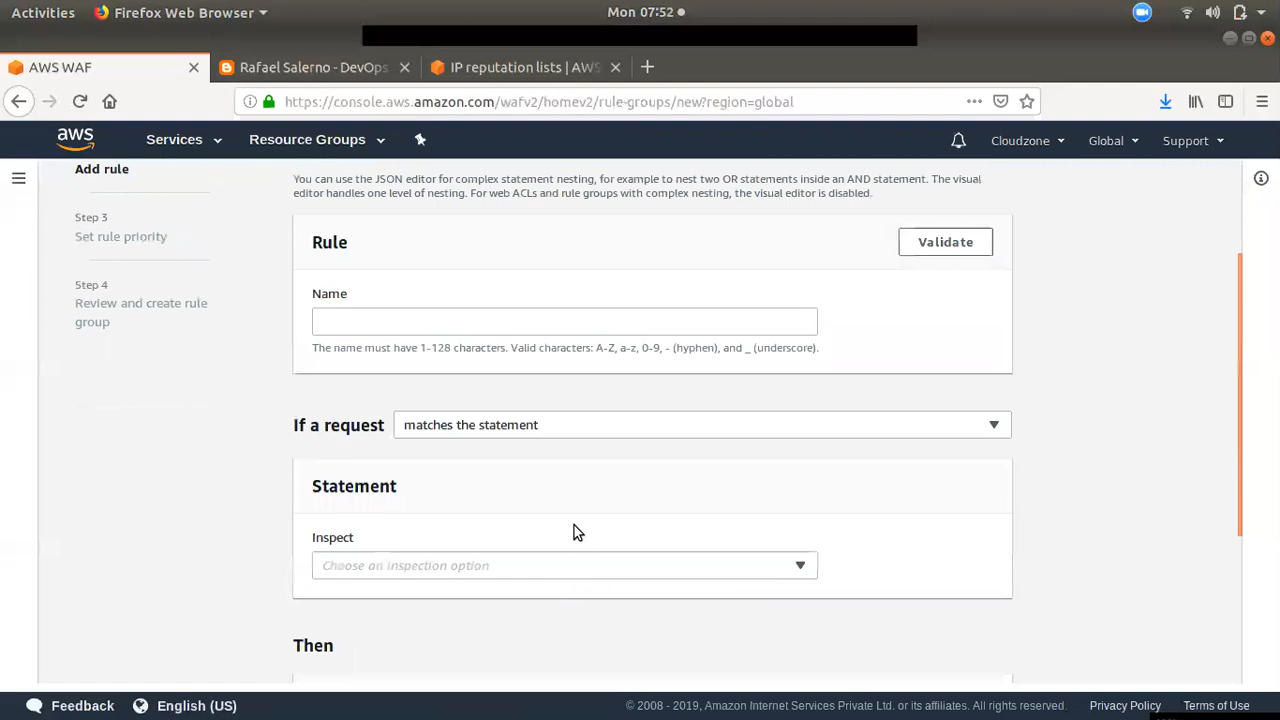 Activities Firefox Web Browser Mon 07:52
AWS WAF Rafael Salerno - DevOps IP reputation lists | AWS
https://console.aws.amazon.com/wafv2/homev2/rule-groups/new?region=global
aws Services Resource Groups Cloudzone Global Support
Add rule
Step 3
Set rule priority
Step 4
Review and create rule
group
You can use the JSON editor for complex statement nesting, for example to nest two OR statements inside an AND statement. The visual
editor handles one level of nesting. For web ACLs and rule groups with complex nesting, the visual editor is disabled.
Rule Validate
Name
The name must have 1-128 characters. Valid characters: A-Z, a-z, 0-9, - (hyphen), and _ (underscore).
If a request matches the statement
Statement
Inspect
Choose an inspection option
Then
Feedback English (US) © 2008 - 2019, Amazon Internet Services Private Ltd. or its affiliates. All rights reserved. Privacy Policy Terms of Use